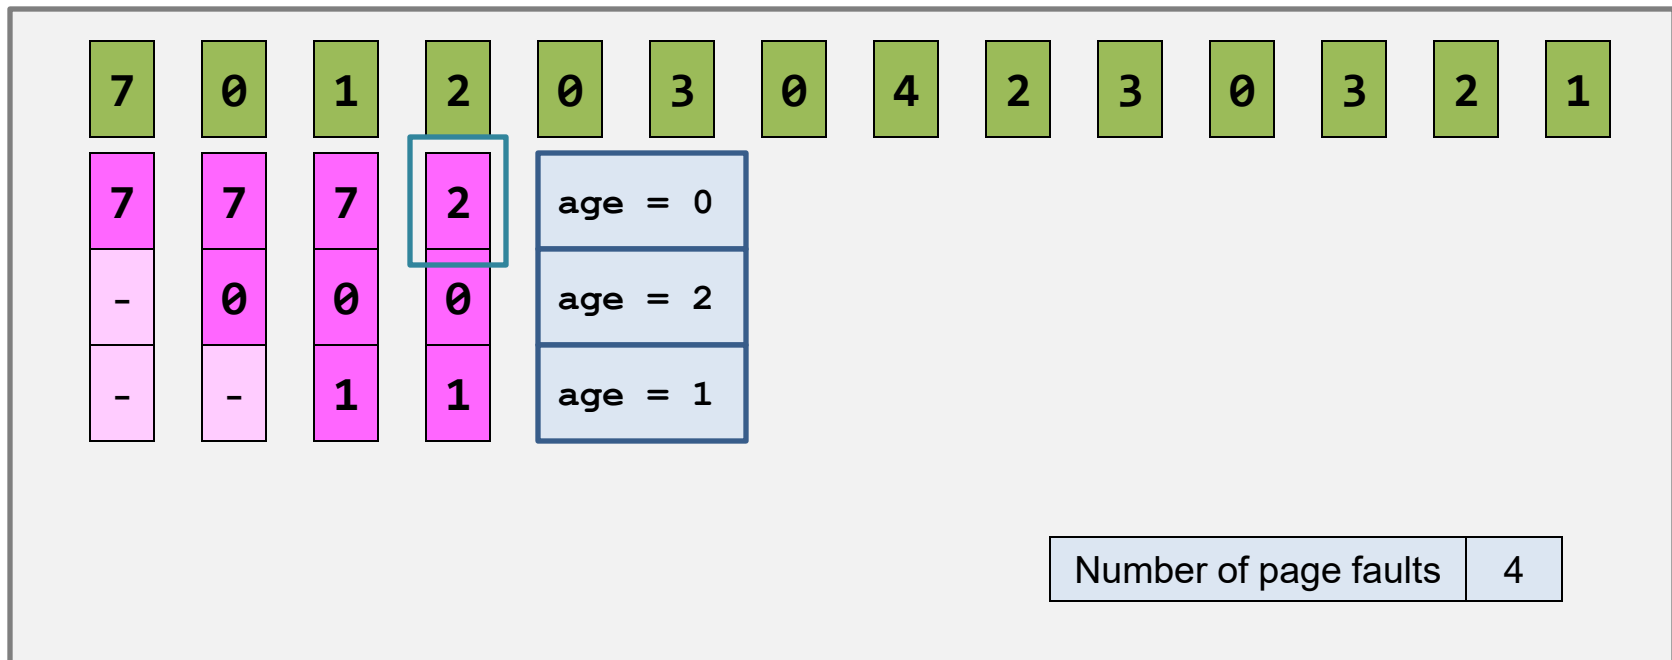 7 0 1 2 0 3 0 4 2 3 0 3 2 1
7 7 7 2 age = 0
- 0 0 0 age = 2
- - 1 1 age = 1
Number of page faults 4